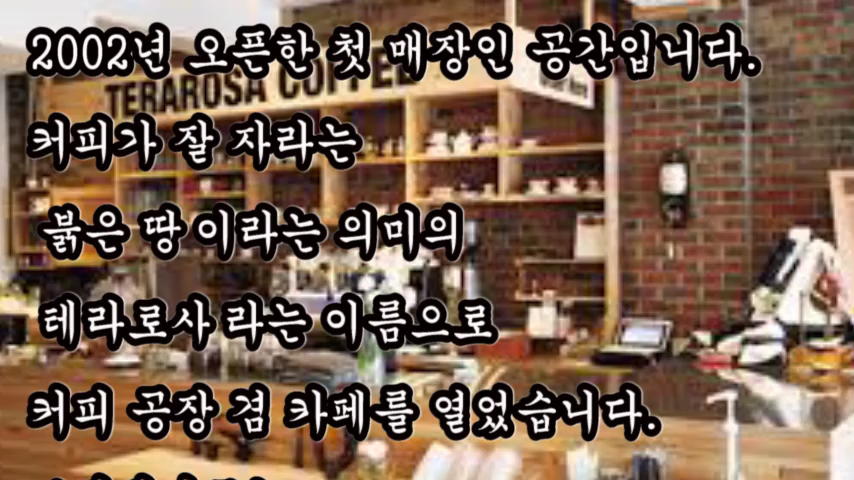 2002년 오픈한 첫 매장인 공간입니다.
TERAROSA COFFEE
커피가 잘 자라는
붉은 땅 이라는 의미의
테라로사 라는 이름으로
커피 공장 겸 카페를 열었습니다.